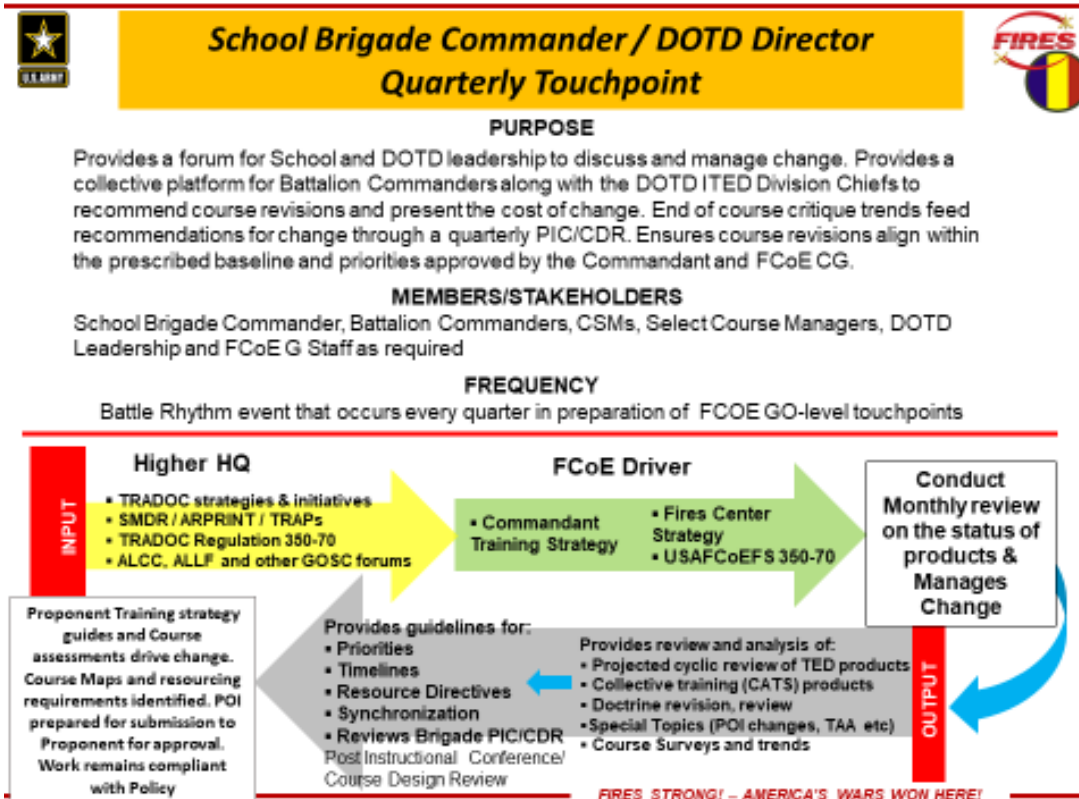 School Brigade Commander / DOTD Director
Quarterly Touchpoint
U.S.ARMY
FIRES
PURPOSE
Provides a forum for School and DOTD leadership to discuss and manage change. Provides a
collective platform for Battalion Commanders along with the DOTD ITED Division Chiefs to
recommend course revisions and present the cost of change. End of course critique trends feed
recommendations for change through a quarterly PIC/CDR. Ensures course revisions align within
the prescribed baseline and priorities approved by the Commandant and FCoE CG.
MEMBERS/STAKEHOLDERS
School Brigade Commander, Battalion Commanders, CSMs, Select Course Managers, DOTD
Leadership and FCoE G Staff as required
FREQUENCY
Battle Rhythm event that occurs every quarter in preparation of FCOE GO-level touchpoints
INPUT
Higher HQ
▪ TRADOC strategies & initiatives
▪ SMDR / ARPRINT / TRAPs
▪ TRADOC Regulation 350-70
▪ ALCC, ALLF and other GOSC forums
FCoE Driver
▪ Commandant
Training Strategy
▪ Fires Center
Strategy
▪ USAFCoEFS 350-70
Conduct
Monthly review
on the status of
products &
Manages
Change
OUTPUT
Provides review and analysis of:
▪ Projected cyclic review of TED products
▪ Collective training (CATS) products
▪ Doctrine revision, review
▪Special Topics (POI changes, TAA etc)
▪ Course Surveys and trends
Provides guidelines for:
▪ Priorities
▪ Timelines
▪ Resource Directives
▪ Synchronization
▪ Reviews Brigade PIC/CDR
Post Instructional Conference/
Course Design Review
Proponent Training strategy
guides and Course
assessments drive change.
Course Maps and resourcing
requirements identified. POI
prepared for submission to
Proponent for approval.
Work remains compliant
with Policy
FIRES STRONG! – AMERICA'S WARS WON HERE!